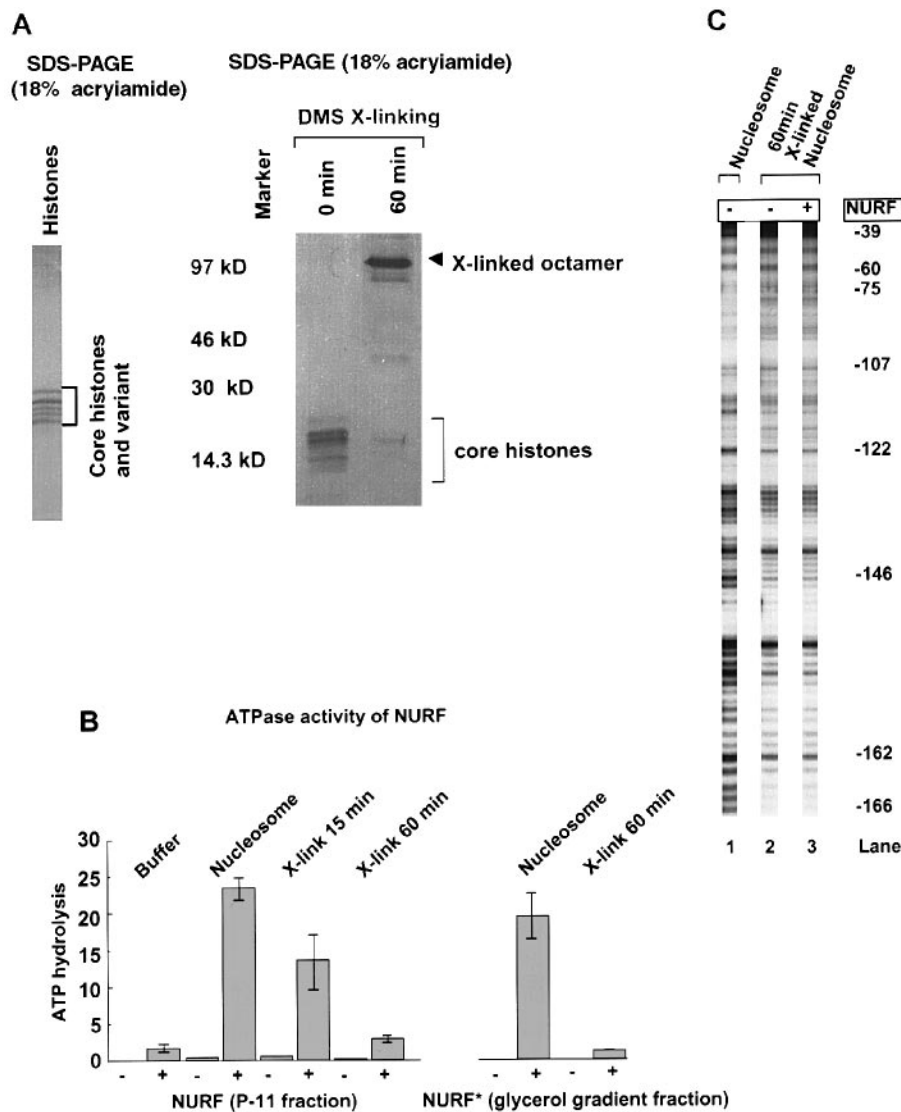 A
SDS-PAGE
(18% acryiamide)
Histones
Core histones
and variant
SDS-PAGE (18% acryiamide)
DMS X-linking
Marker
0 min
60 min
97 kD
46 kD
30 kD
14.3 kD
X-linked octamer
core histones
B
ATPase activity of NURF
ATP hydrolysis
30
25
20
15
10
5
0
Buffer
Nucleosome
X-link 15 min
X-link 60 min
- + - + - + - +
NURF (P-11 fraction)
Nucleosome
X-link 60 min
- + - +
NURF* (glycerol gradient fraction)
C
Nucleosome
60min
X-linked
Nucleosome
- - + NURF
-39
-60
-75
-107
-122
-146
-162
-166
1 2 3 Lane